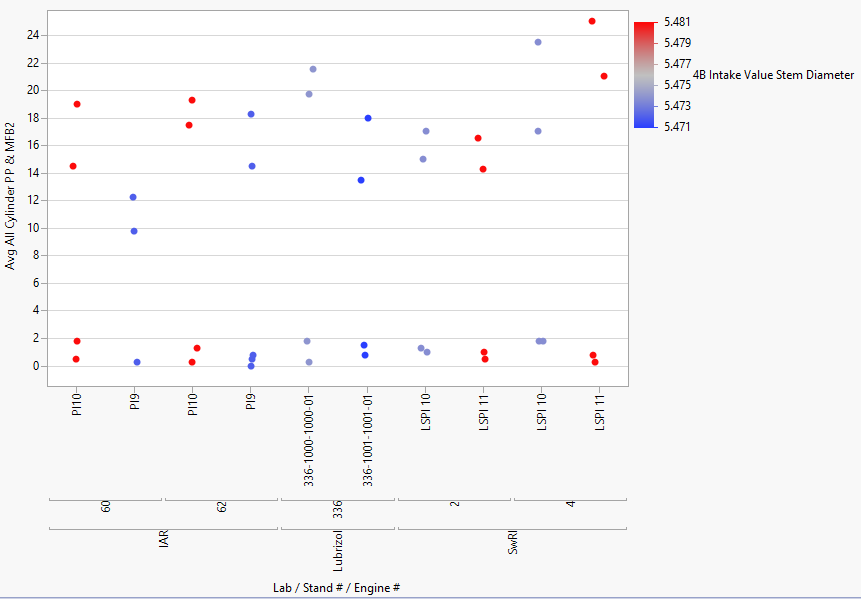 24
22
20
18
16
14
12
10
8
6
4
2
0
Avg All Cylinder PP & MFB2
PI10
PI9
PI10
PI9
336-1000-1000-01
336-1001-1001-01
LSPI 10
LSPI 11
LSPI 10
LSPI 11
60
62
336
2
4
IAR
Lubrizol
SwRI
Lab / Stand # / Engine #
5.481
5.479
5.477
5.475
5.473
5.471
4B Intake Value Stem Diameter